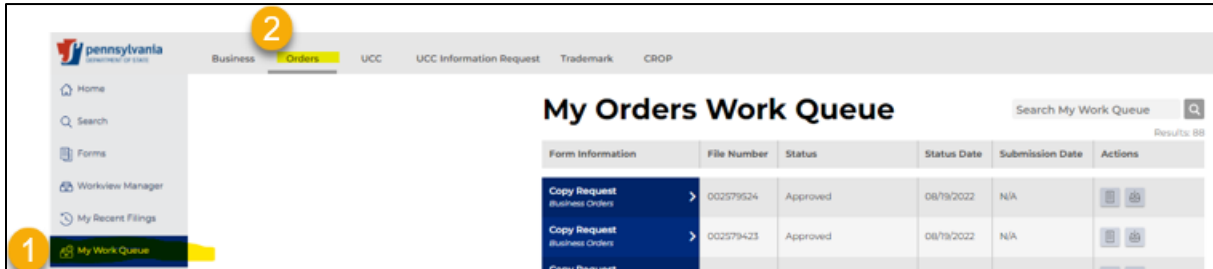 2
pennsylvania
DEPARTMENT OF STATE
Business Orders UCC UCC Information Request Trademark CROP
Home
Search
Forms
Workview Manager
My Recent Filings
1 My Work Queue
My Orders Work Queue
Search My Work Queue
Results: 88
Form Information File Number Status Status Date Submission Date Actions
Copy Request 002579524 Approved 08/19/2022 N/A
Business Orders
Copy Request 002579423 Approved 08/19/2022 N/A
Business Orders
Copy Request